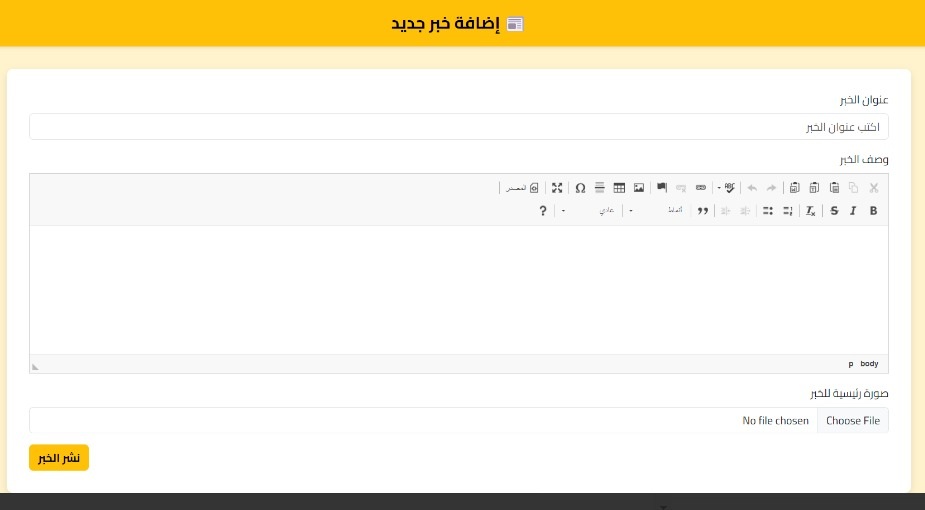 إضافة خبر جديد
عنوان الخبر
اكتب عنوان الخبر
وصف الخبر
المصدر
B I S أنماط عادي ?
body p
صورة رئيسية للخبر
Choose File No file chosen
نشر الخبر